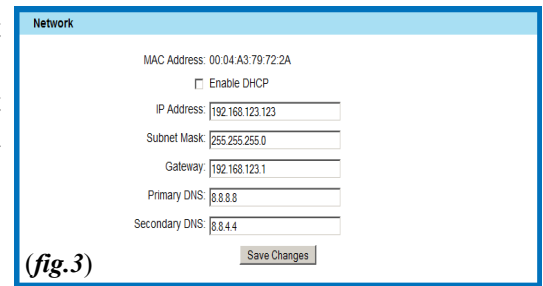 Network
MAC Address: 00:04:A3:79:72:2A
Enable DHCP
IP Address: 192.168.123.123
Subnet Mask: 255.255.255.0
Gateway: 192.168.123.1
Primary DNS: 8.8.8.8
Secondary DNS: 8.8.4.4
Save Changes
(fig.3)